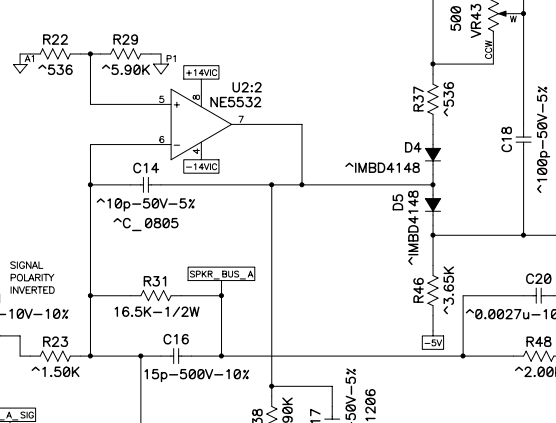 500
VR43
W
CCW
R22
R29
A1
P1
^536
^5.90K
+14VIC
U2:2
NE5532
8
5
+
7
6
-
4
-14VIC
R37
^536
C18
^100p-50V-5%
D4
^IMBD4148
C14
^10p-50V-5%
^C_0805
D5
^IMBD4148
SIGNAL
POLARITY
INVERTED
-10V-10%
SPKR_BUS_A
R31
16.5K-1/2W
R46
^3.65K
-5V
C20
^0.0027u-10
R23
^1.50K
C16
15p-500V-10%
R48
^2.00
_A_SIG
38
90K
17
50V-5%
1206